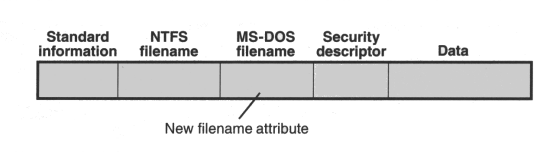 Standard information
NTFS filename
MS-DOS filename
Security descriptor
Data
New filename attribute